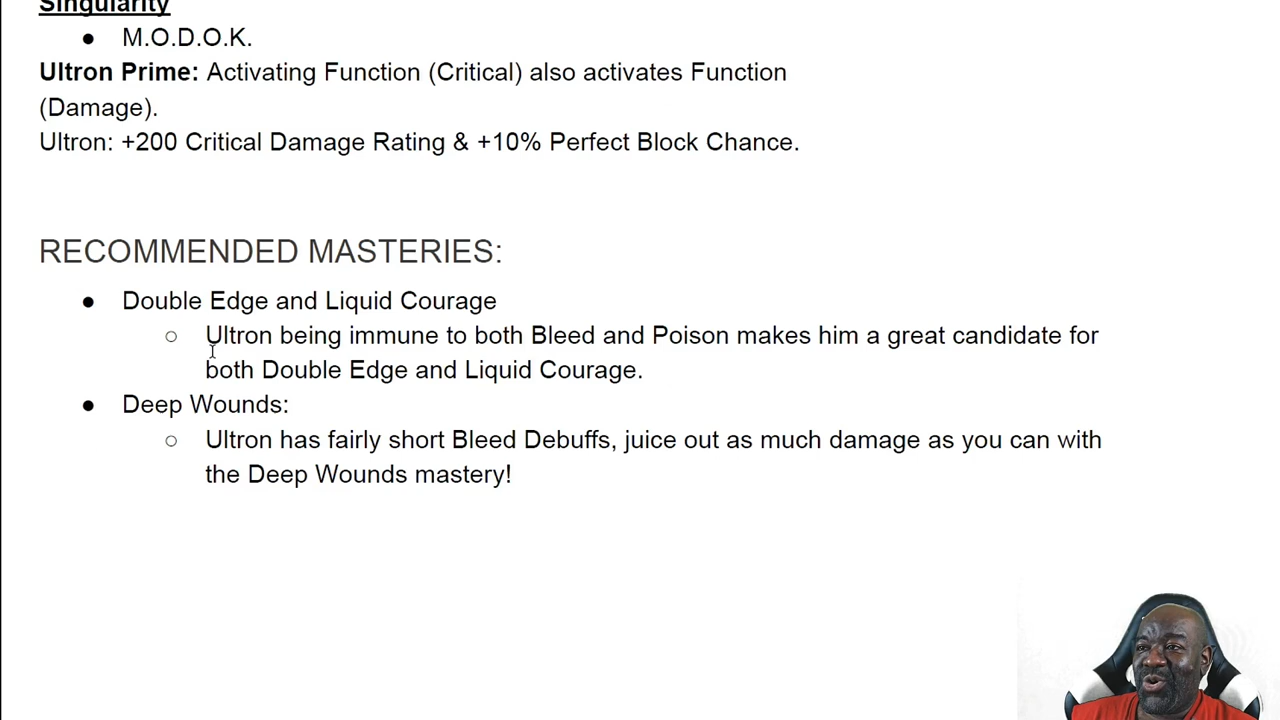 Singularity
● M.O.D.O.K.
Ultron Prime: Activating Function (Critical) also activates Function
(Damage).
Ultron: +200 Critical Damage Rating & +10% Perfect Block Chance.
RECOMMENDED MASTERIES:
● Double Edge and Liquid Courage
○ Ultron being immune to both Bleed and Poison makes him a great candidate for
both Double Edge and Liquid Courage.
● Deep Wounds:
○ Ultron has fairly short Bleed Debuffs, juice out as much damage as you can with
the Deep Wounds mastery!